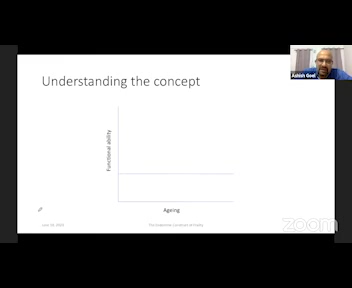 Ashish Goel
Understanding the concept
Functional ability
Ageing
zoom